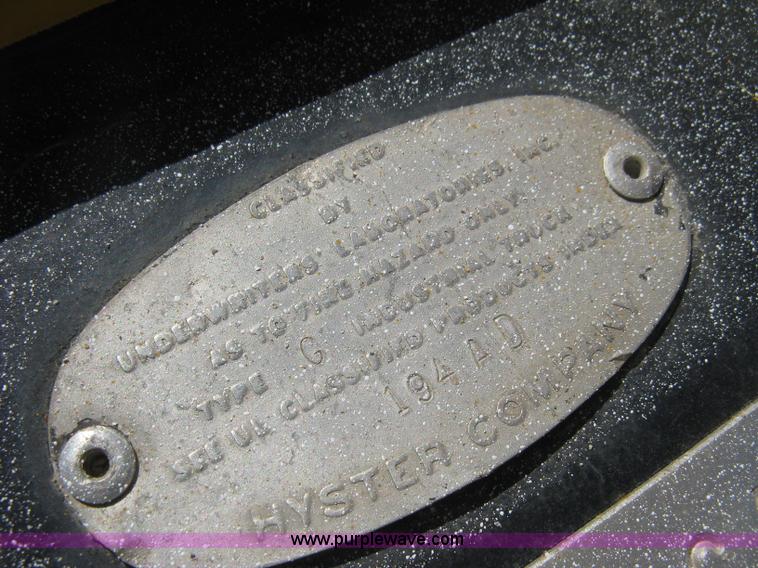 CLASSIFIED
BY
UNDERWRITERS' LABORATORIES, INC.
AS TO FIRE HAZARD ONLY.
TYPE G INDUSTRIAL TRUCK
SEE UL CLASSIFIED PRODUCTS INDEX
194 AD
HYSTER COMPANY
www.purplewave.com